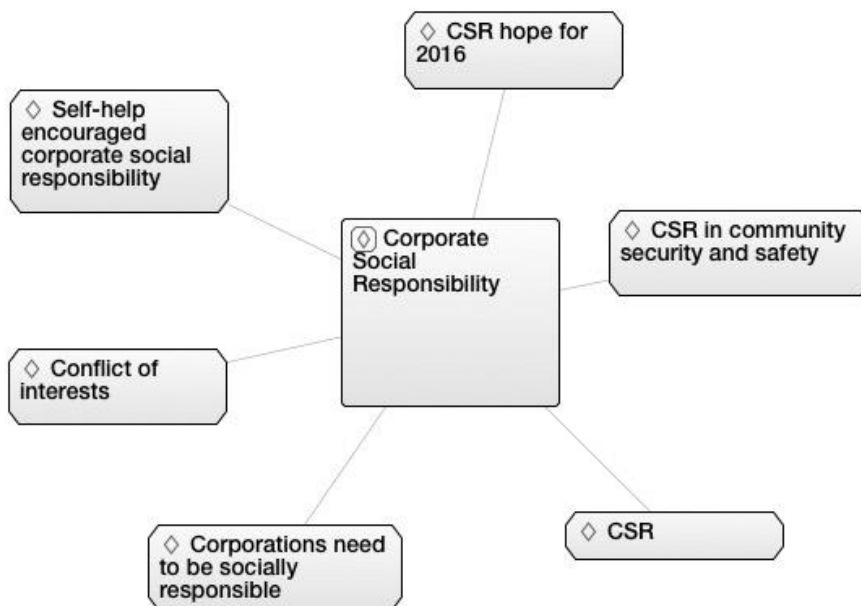 ◇ CSR hope for
2016
◇ Self-help
encouraged
corporate social
responsibility
◇ Corporate
Social
Responsibility
◇ CSR in community
security and safety
◇ Conflict of
interests
◇ Corporations need
to be socially
responsible
◇ CSR